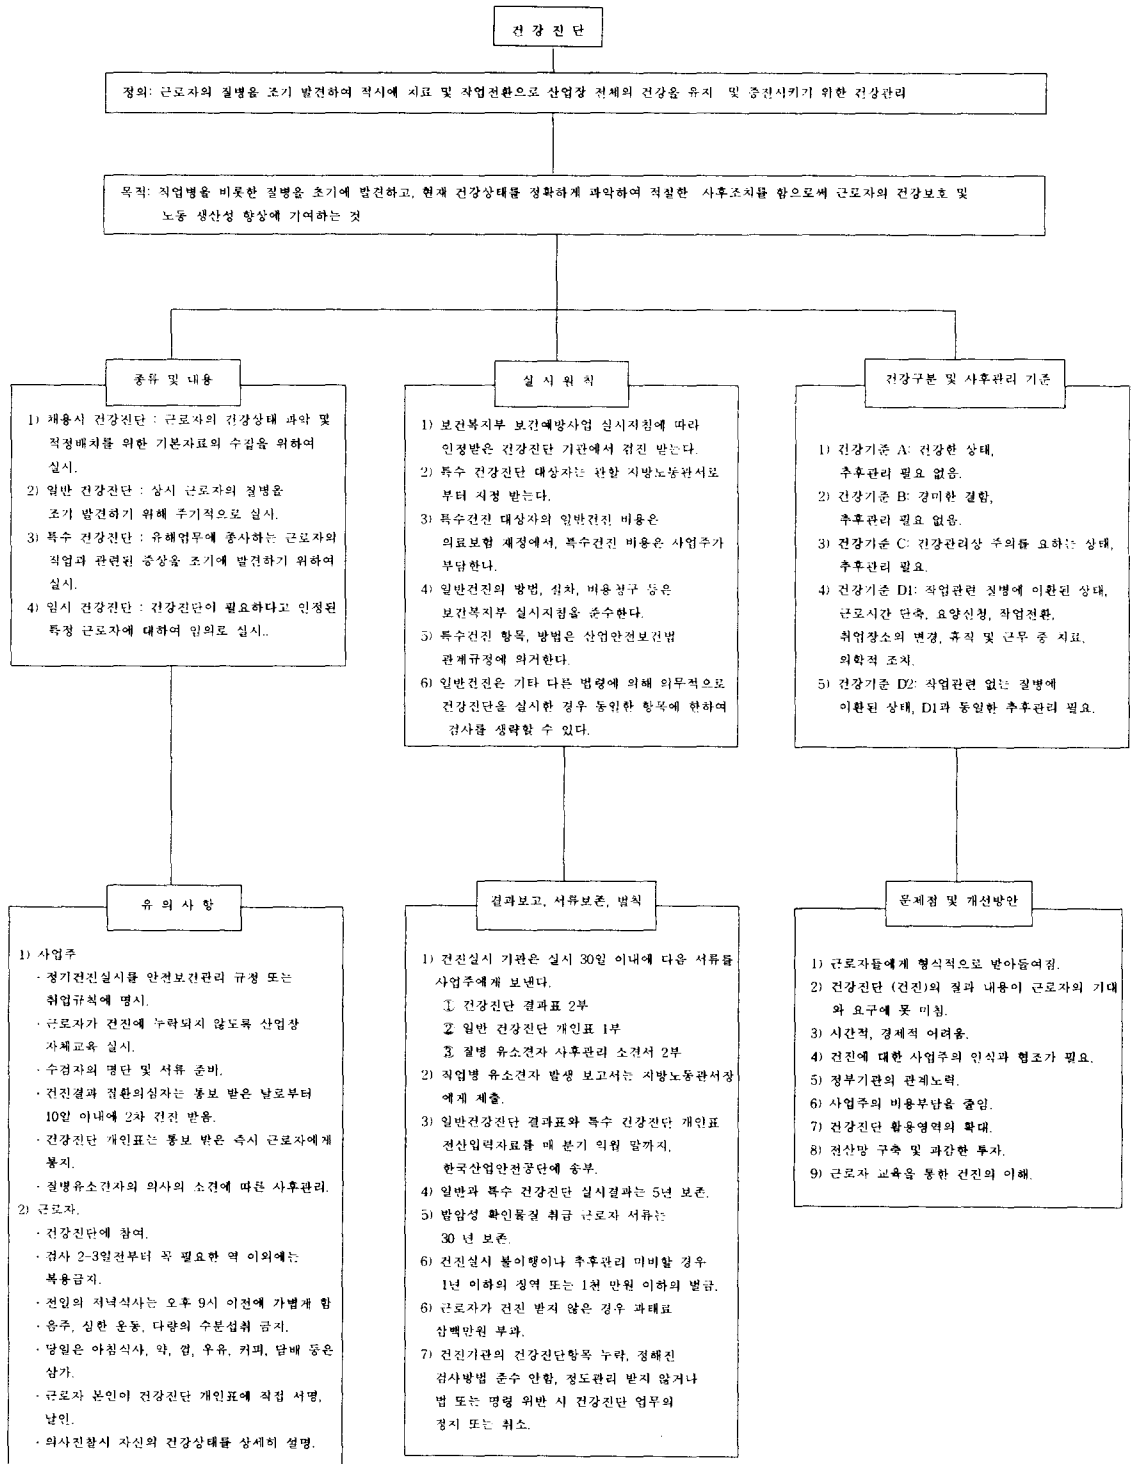 건 강 진 단
정의: 근로자의 질병을 조기 발견하여 적시에 치료 및 작업전환으로 산업장 전체의 건강을 유지 및 증진시키기 위한 건강관리
목적: 직업병을 비롯한 질병을 초기에 발견하고, 현재 건강상태를 정확하게 파악하여 적절한 사후조치를 함으로써 근로자의 건강보호 및
노동 생산성 향상에 기여하는 것
종류 및 내용
1) 채용시 건강진단 : 근로자의 건강상태 파악 및
적정배치를 위한 기본자료의 수집을 위하여
실시.
2) 일반 건강진단 : 상시 근로자의 질병을
조기 발견하기 위해 주기적으로 실시.
3) 특수 건강진단 : 유해업무에 종사하는 근로자의
직업과 관련된 증상을 조기에 발견하기 위하여
실시.
4) 임시 건강진단 : 건강진단이 필요하다고 인정된
특정 근로자에 대하여 임의로 실시..
실 시 원 칙
1) 보건복지부 보건예방사업 실시지침에 따라
인정받은 건강진단 기관에서 검진 받는다.
2) 특수 건강진단 대상자는 관할 지방노동관서로
부터 지정 받는다.
3) 특수건진 대상자의 일반건진 비용은
의료보험 재정에서, 특수건진 비용은 사업주가
부담한다.
4) 일반건진의 방법, 절차, 비용청구 등은
보건복지부 실시지침을 준수한다.
5) 특수건진 항목, 방법은 산업안전보건법
관계규정에 의거한다.
6) 일반건진은 기타 다른 법령에 의해 의무적으로
건강진단을 실시한 경우 동일한 항목에 한하여
검사를 생략할 수 있다.
건강구분 및 사후관리 기준
1) 건강기준 A: 건강한 상태,
추후관리 필요 없음.
2) 건강기준 B: 경미한 결함,
추후관리 필요 없음.
3) 건강기준 C: 건강관리상 주의를 요하는 상태,
추후관리 필요.
4) 건강기준 D1: 작업관련 질병에 이환된 상태,
근로시간 단축, 요양신청, 작업전환,
취업장소의 변경, 휴직 및 근무 중 치료,
의학적 조치.
5) 건강기준 D2: 작업관련 없는 질병에
이환된 상태, D1과 동일한 추후관리 필요.
유 의 사 항
1) 사업주
· 정기건진실시를 안전보건관리 규정 또는
취업규칙에 명시.
· 근로자가 건진에 누락되지 않도록 산업장
자체교육 실시.
· 수검자의 명단 및 서류 준비.
· 건진결과 질환의심자는 통보 받은 날로부터
10일 이내에 2차 건진 받음.
· 건강진단 개인표는 통보 받은 즉시 근로자에게
통지.
· 질병유소견자의 의사의 소견에 따른 사후관리.
2) 근로자.
· 건강진단에 참여.
· 검사 2-3일전부터 꼭 필요한 약 이외에는
복용금지.
· 전일의 저녁식사는 오후 9시 이전에 가볍게 함
· 음주, 심한 운동, 다량의 수분섭취 금지.
· 당일은 아침식사, 약, 껌, 우유, 커피, 담배 등은
삼가.
· 근로자 본인이 건강진단 개인표에 직접 서명,
날인.
· 의사진찰시 자신의 건강상태를 상세히 설명.
결과보고, 서류보존, 벌칙
1) 건진실시 기관은 실시 30일 이내에 다음 서류를
사업주에게 보낸다.
① 건강진단 결과표 2부
② 일반 건강진단 개인표 1부
③ 질병 유소견자 사후관리 소견서 2부
2) 직업병 유소견자 발생 보고서는 지방노동관서장
에게 제출.
3) 일반건강진단 결과표와 특수 건강진단 개인표
전산입력자료를 매 분기 익월 말까지,
한국산업안전공단에 송부.
4) 일반과 특수 건강진단 실시결과는 5년 보존.
5) 발암성 확인물질 취급 근로자 서류는
30 년 보존.
6) 건진실시 불이행이나 추후관리 미비할 경우
1년 이하의 징역 또는 1천 만원 이하의 벌금.
6) 근로자가 건진 받지 않은 경우 과태료
삼백만원 부과.
7) 건진기관의 건강진단항목 누락, 정해진
검사방법 준수 안함, 정도관리 받지 않거나
법 또는 명령 위반 시 건강진단 업무의
정지 또는 취소.
문제점 및 개선방안
1) 근로자들에게 형식적으로 받아들여짐.
2) 건강진단 (건진)의 질과 내용이 근로자의 기대
와 요구에 못 미침.
3) 시간적, 경제적 어려움.
4) 건진에 대한 사업주의 인식과 협조가 필요.
5) 정부기관의 관계노력.
6) 사업주의 비용부담을 줄임.
7) 건강진단 활용영역의 확대.
8) 전산망 구축 및 과감한 투자.
9) 근로자 교육을 통한 건진의 이해.